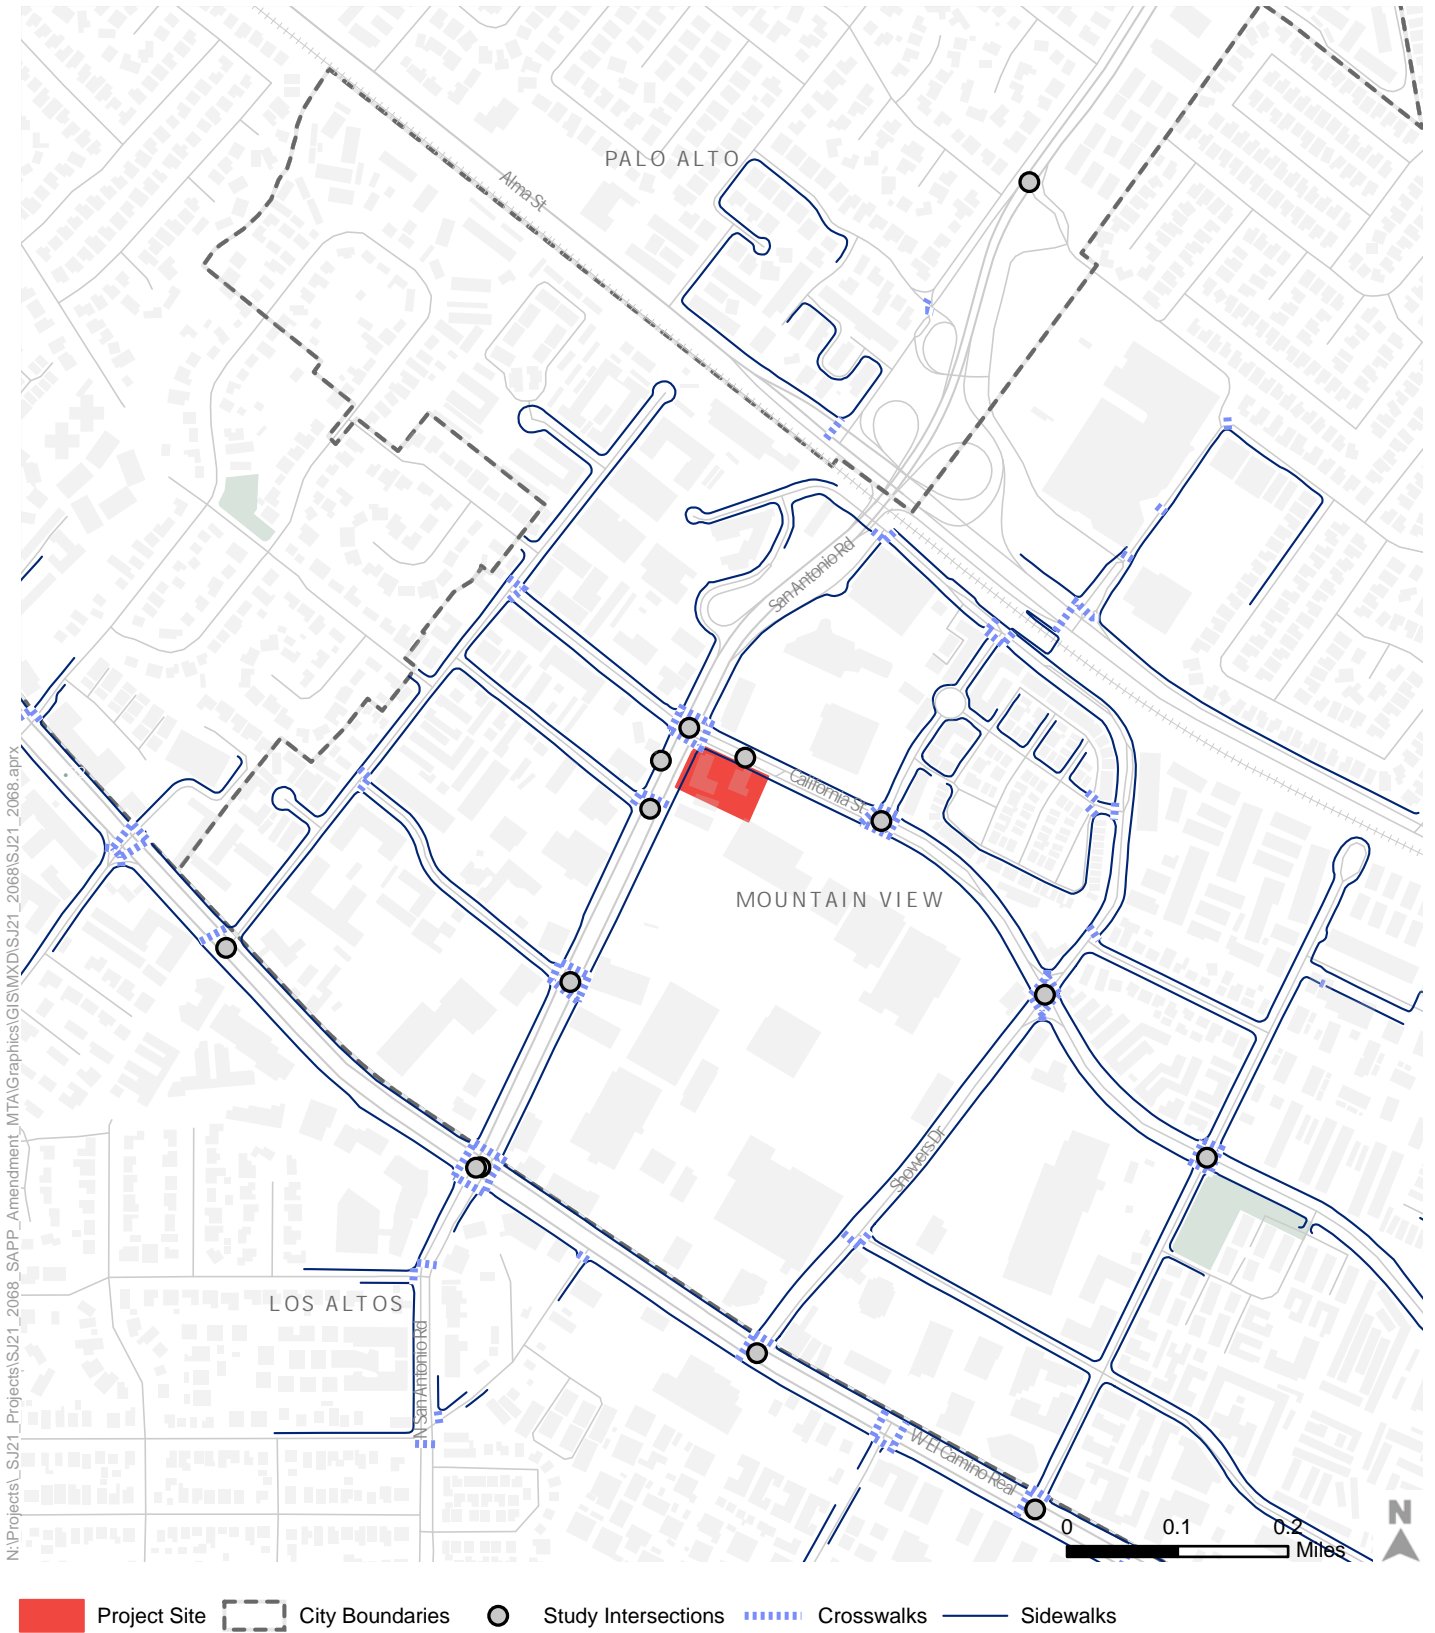 PALO ALTO
Alma St
San Antonio Rd
California St
MOUNTAIN VIEW
Showers Dr
LOS ALTOS
N San Antonio Rd
W El Camino Real
0 0.1 0.2
Miles
N
N:\Projects\_SJ21_Projects\SJ21_2068_SAPP_Amendment_MTA\Graphics\GIS\MXD\SJ21_2068\SJ21_2068.aprx
Project Site City Boundaries Study Intersections Crosswalks Sidewalks